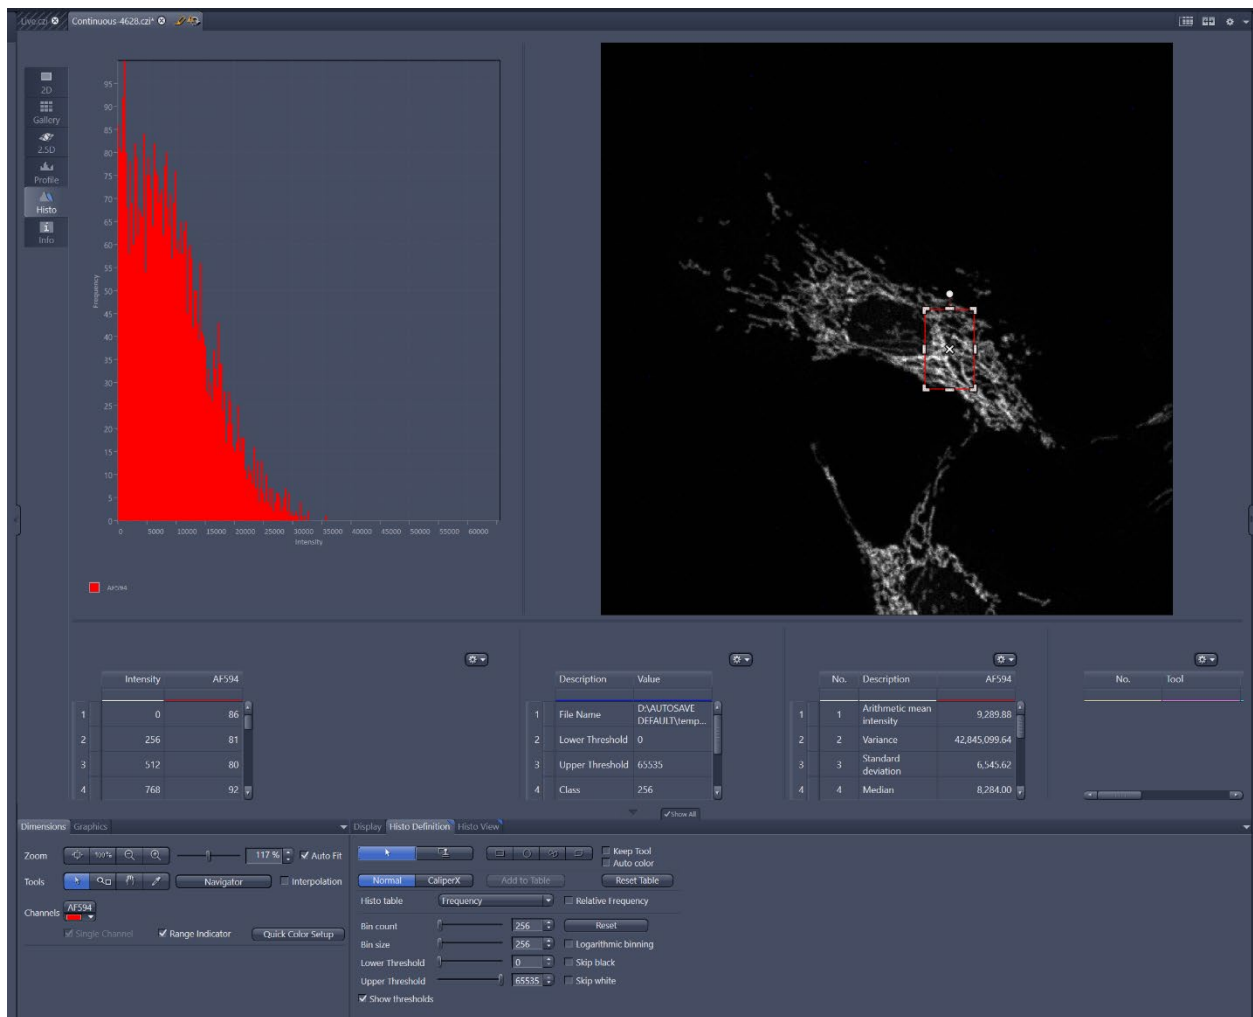 Live.czi
Continuous-4628.czi*
2D
Gallery
2.5D
Profile
Histo
Info
95
90
85
80
75
70
65
60
55
50
45
40
35
30
25
20
15
10
5
0
Frequency
0 5000 10000 15000 20000 25000 30000 35000 40000 45000 50000 55000 60000
Intensity
AF594
Intensity AF594
1 0 86
2 256 81
3 512 80
4 768 92
Description Value
1 File Name D:\AUTOSAVE DEFAULT\temp...
2 Lower Threshold 0
3 Upper Threshold 65535
4 Class 256
No. Description AF594
1 1 Arithmetic mean intensity 9,289.88
2 2 Variance 42,845,099.64
3 3 Standard deviation 6,545.62
4 4 Median 8,284.00
No. Tool
Show All
Dimensions Graphics
Zoom 100% 117 % Auto Fit
Tools Navigator Interpolation
Channels AF594
Single Channel Range Indicator Quick Color Setup
Display Histo Definition Histo View
Keep Tool
Auto color
Normal CaliperX Add to Table Reset Table
Histo table Frequency Relative Frequency
Bin count 256 Reset
Bin size 256 Logarithmic binning
Lower Threshold 0 Skip black
Upper Threshold 65535 Skip white
Show thresholds